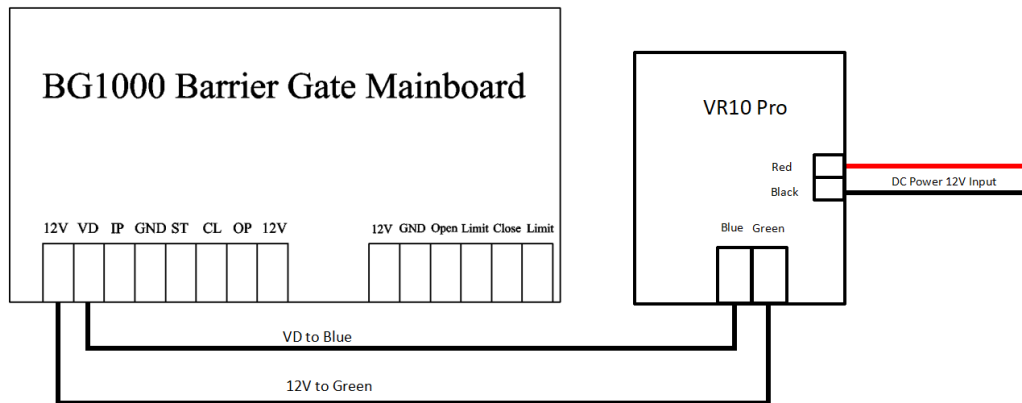 BG1000 Barrier Gate Mainboard
VR10 Pro
Red
Black
DC Power 12V Input
12V VD IP GND ST CL OP 12V
12V GND Open Limit Close Limit
Blue Green
VD to Blue
12V to Green